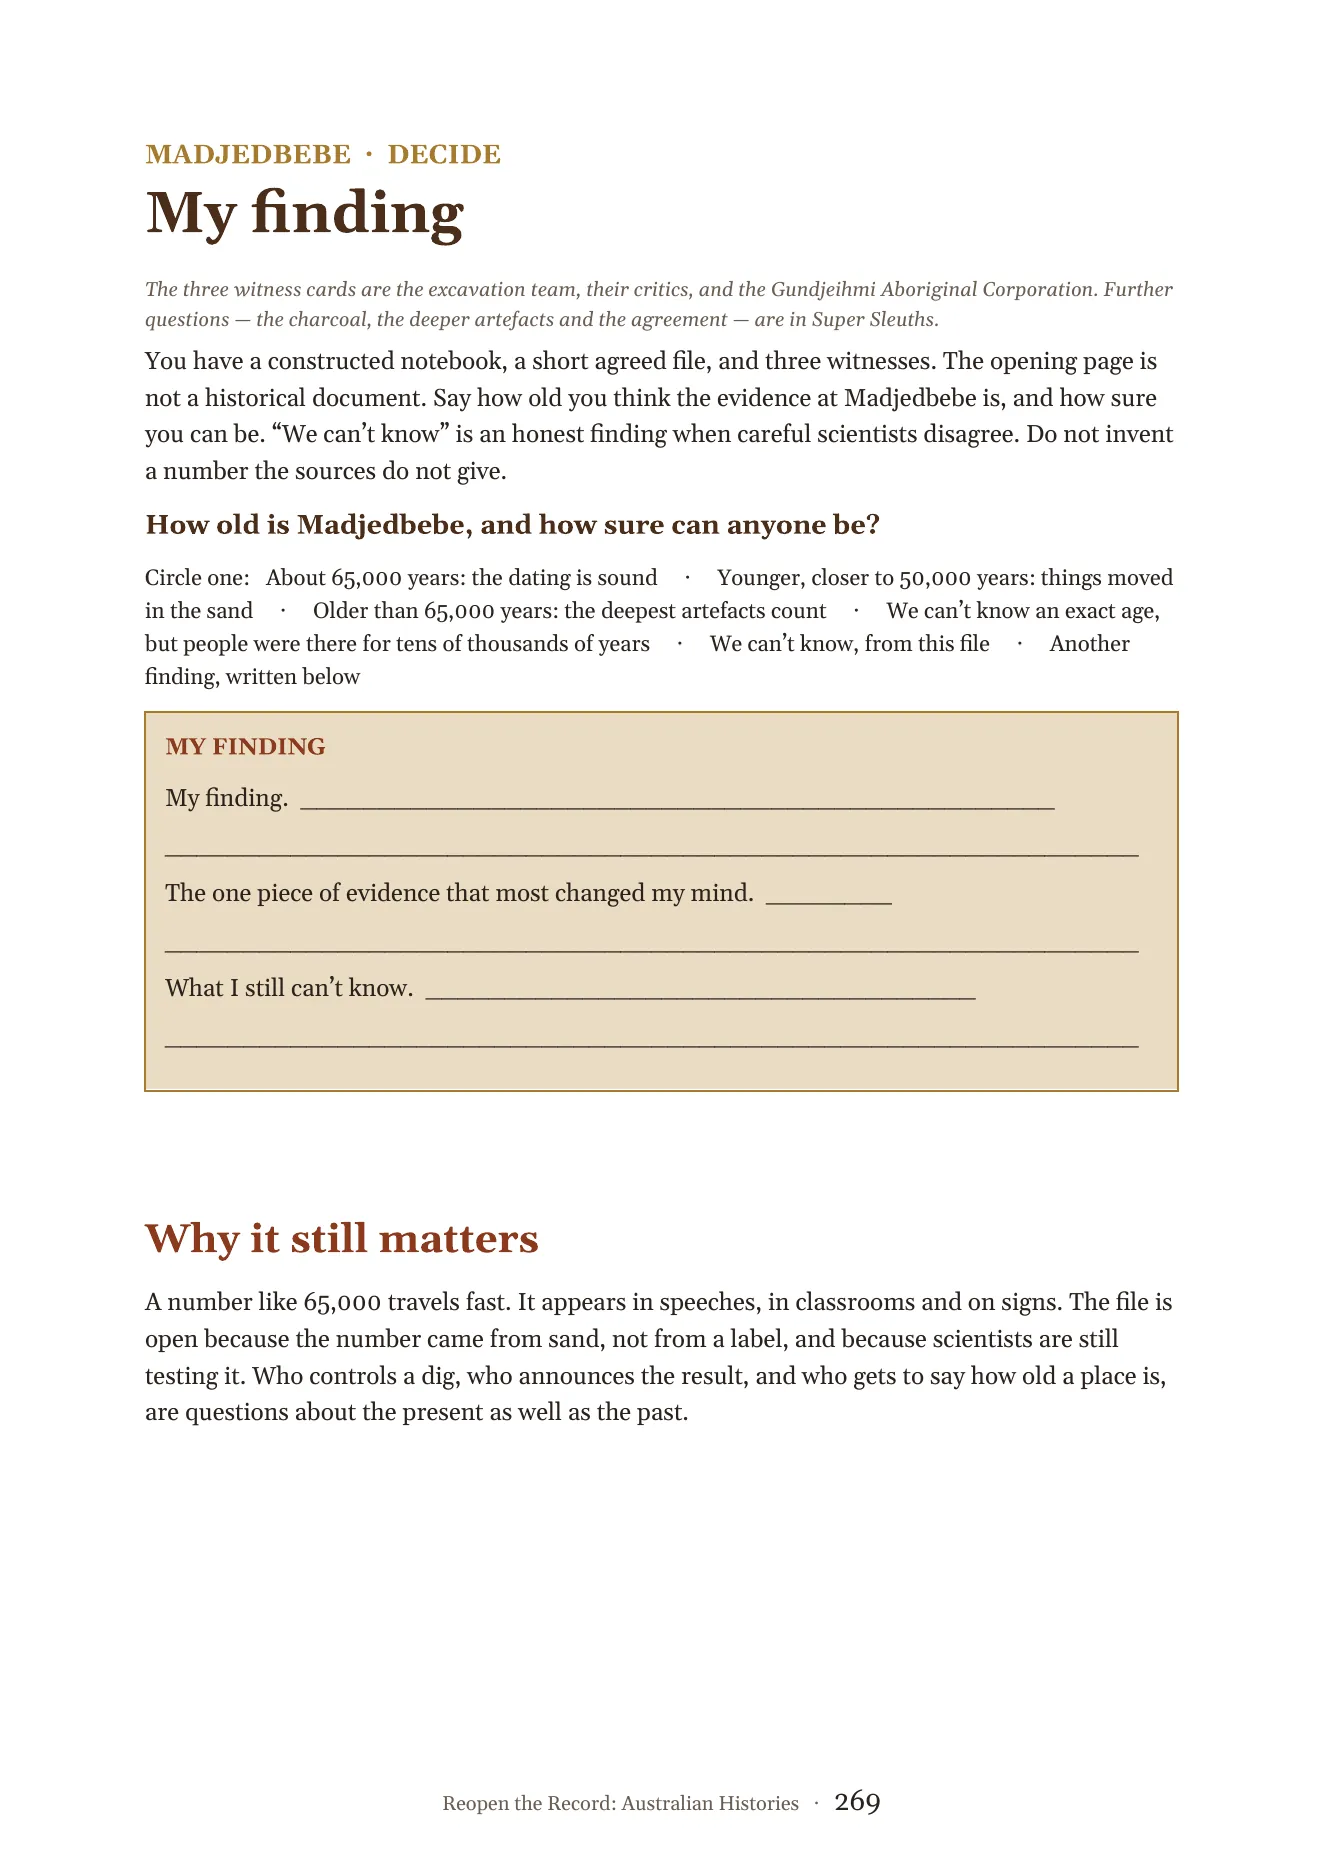 MADJEDBEBE · DECIDE
My finding
The three witness cards are the excavation team, their critics, and the Gundjeihmi Aboriginal Corporation. Further
questions — the charcoal, the deeper artefacts and the agreement — are in Super Sleuths.
You have a constructed notebook, a short agreed file, and three witnesses. The opening page is
not a historical document. Say how old you think the evidence at Madjedbebe is, and how sure
you can be. “We can’t know” is an honest finding when careful scientists disagree. Do not invent
a number the sources do not give.
How old is Madjedbebe, and how sure can anyone be?
Circle one: About 65,000 years: the dating is sound · Younger, closer to 50,000 years: things moved
in the sand · Older than 65,000 years: the deepest artefacts count · We can’t know an exact age,
but people were there for tens of thousands of years · We can’t know, from this file · Another
finding, written below
MY FINDING
My finding. ____________________________________________________________
____________________________________________________________
The one piece of evidence that most changed my mind. __________
____________________________________________________________
What I still can’t know. ____________________________________________
____________________________________________________________
Why it still matters
A number like 65,000 travels fast. It appears in speeches, in classrooms and on signs. The file is
open because the number came from sand, not from a label, and because scientists are still
testing it. Who controls a dig, who announces the result, and who gets to say how old a place is,
are questions about the present as well as the past.
Reopen the Record: Australian Histories · 269